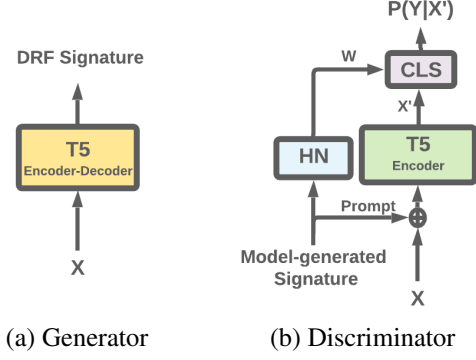 DRF Signature
T5
Encoder-Decoder
X
(a) Generator
P(Y|X')
W
CLS
X'
HN
T5
Encoder
Prompt
Model-generated
Signature
X
(b) Discriminator